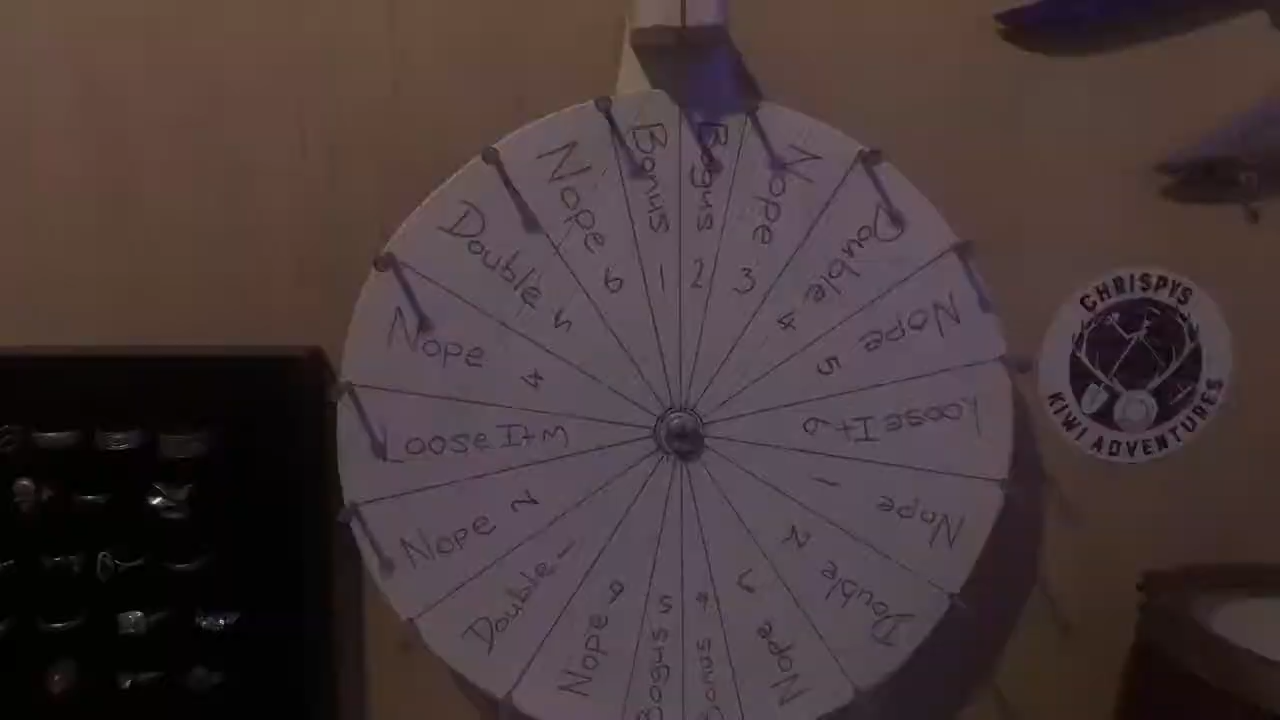 Bonus 1
Bogus 2
Nope 3
Double 4
Nope 5
Loose It 6
Nope 1
Double 2
Nope 3
Bonus 4
Bogus 5
Nope 6
Double 1
Nope 2
Loose Itm
Nope 4
Double 5
Nope 6
CHRISPYS
KIWI ADVENTURES